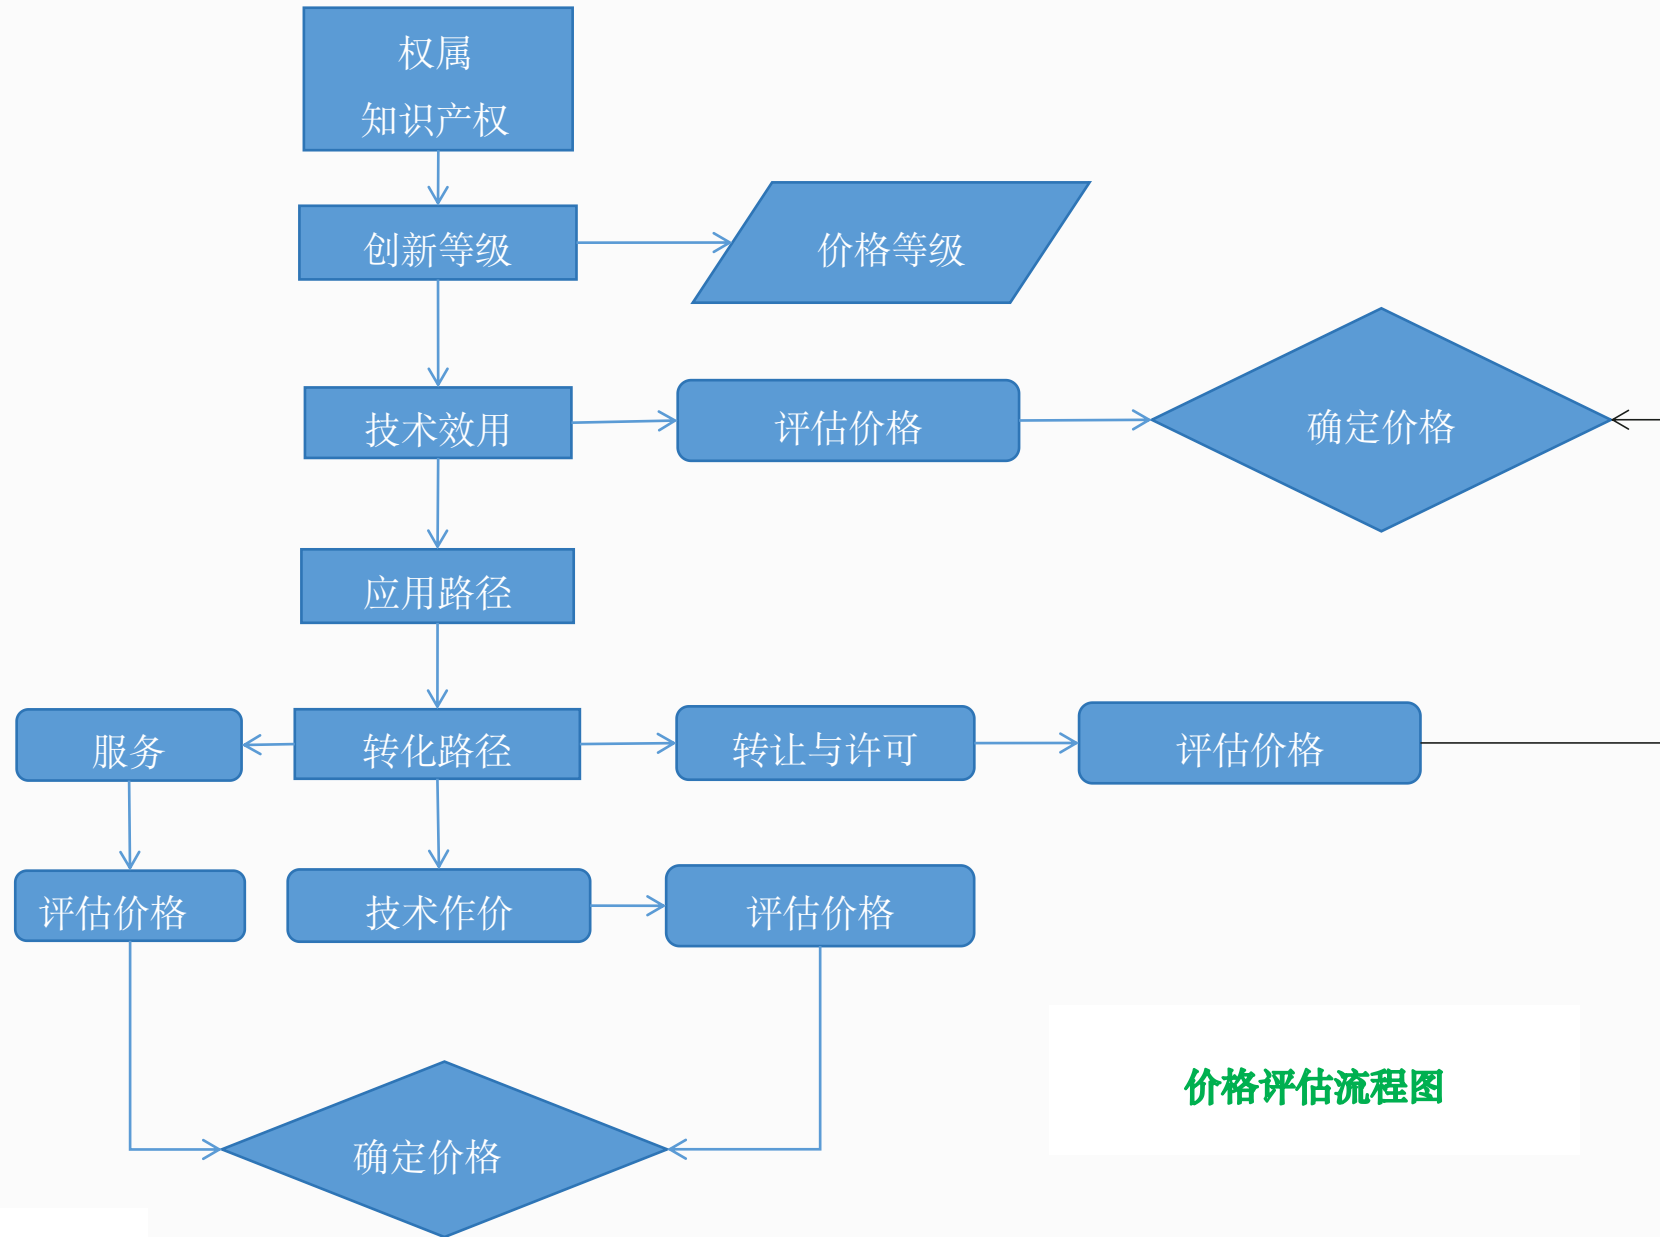 权属
知识产权
创新等级
价格等级
技术效用
评估价格
确定价格
应用路径
服务
转化路径
转让与许可
评估价格
评估价格
技术作价
评估价格
价格评估流程图
确定价格